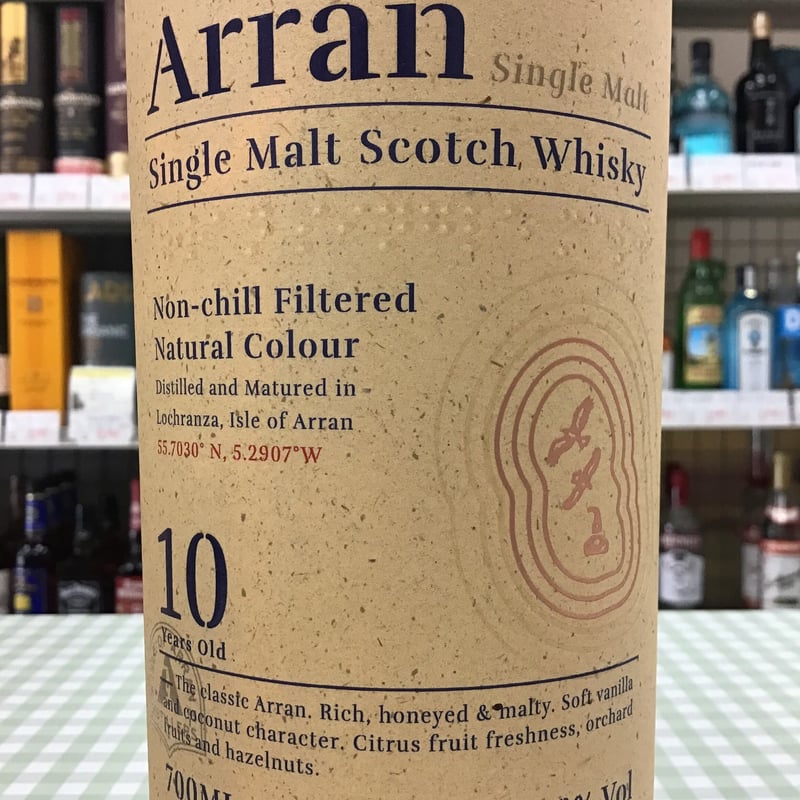 Arran
Single Malt
Single Malt Scotch Whisky
Non-chill Filtered
Natural Colour
Distilled and Matured in
Lochranza, Isle of Arran
55.7030° N, 5.2907°W
10
Years Old
The classic Arran. Rich, honeyed & malty. Soft vanilla
and coconut character. Citrus fruit freshness, orchard
fruits and hazelnuts.
700ML
% Vol